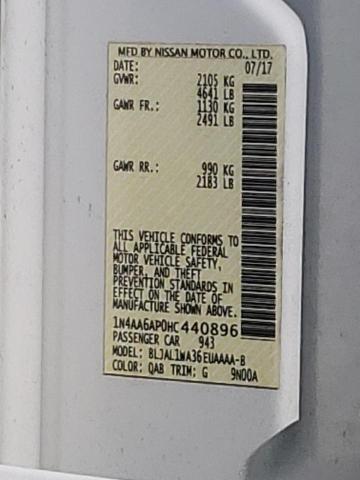 MFD BY NISSAN MOTOR CO., LTD.
DATE: 07/17
GVWR: 2105 KG
4641 LB
GAWR FR.: 1130 KG
2491 LB
GAWR RR.: 990 KG
2183 LB
THIS VEHICLE CONFORMS TO
ALL APPLICABLE FEDERAL
MOTOR VEHICLE SAFETY,
BUMPER, AND THEFT
PREVENTION STANDARDS
IN EFFECT ON THE DATE OF
MANUFACTURE SHOWN ABOVE.
1N4AA6AP0HC440896
PASSENGER CAR 943
MODEL: BLJAL1WA36EUAAAA-B
COLOR: QAB TRIM: G 9N00A